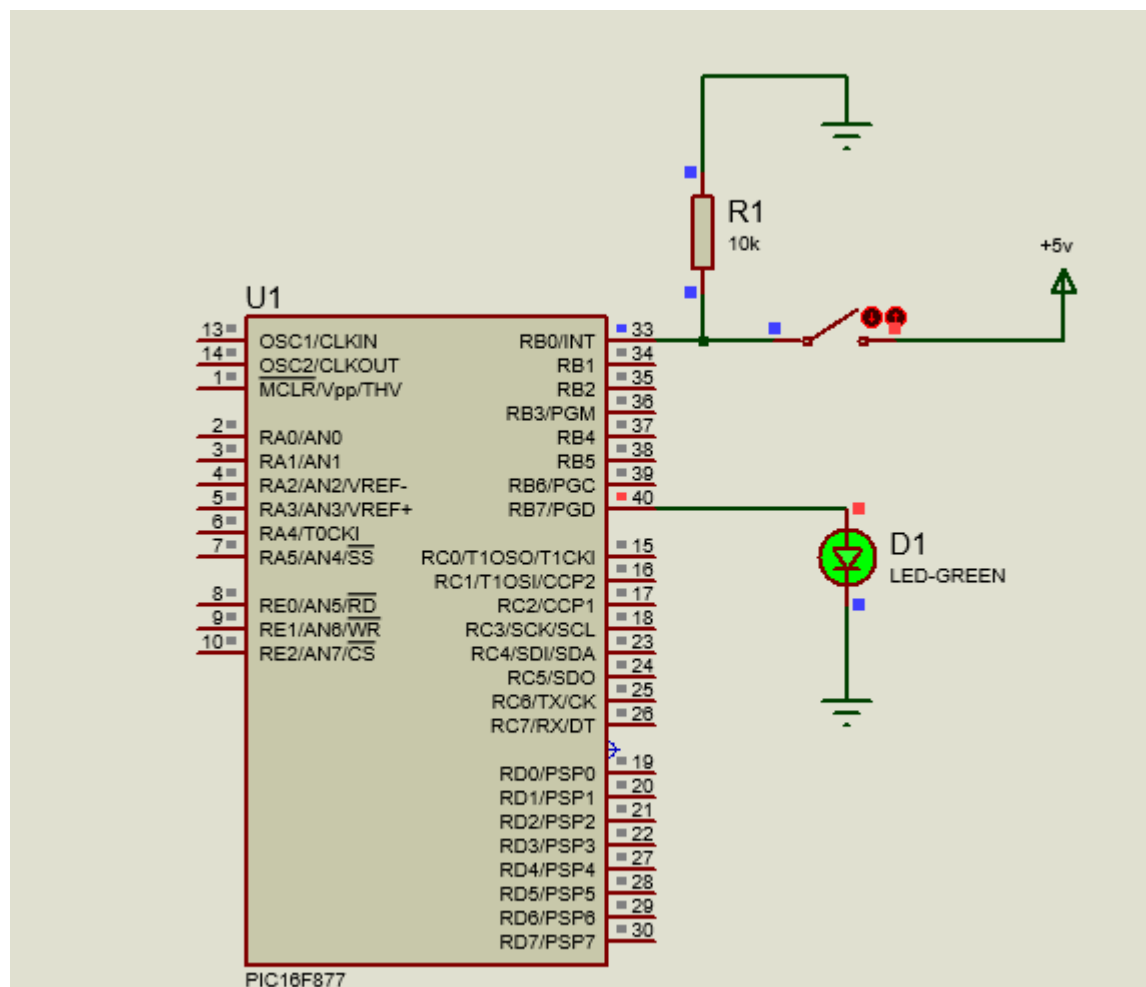 R1
10k
+5v
U1
13 OSC1/CLKIN RB0/INT 33
14 OSC2/CLKOUT RB1 34
1 MCLR/Vpp/THV RB2 35
RB3/PGM 36
2 RA0/AN0 RB4 37
3 RA1/AN1 RB5 38
4 RA2/AN2/VREF- RB6/PGC 39
5 RA3/AN3/VREF+ RB7/PGD 40
6 RA4/T0CKI
7 RA5/AN4/SS RC0/T1OSO/T1CKI 15
RC1/T1OSI/CCP2 16
8 RE0/AN5/RD RC2/CCP1 17
9 RE1/AN6/WR RC3/SCK/SCL 18
10 RE2/AN7/CS RC4/SDI/SDA 23
RC5/SDO 24
RC6/TX/CK 25
RC7/RX/DT 26
RD0/PSP0 19
RD1/PSP1 20
RD2/PSP2 21
RD3/PSP3 22
RD4/PSP4 27
RD5/PSP5 28
RD6/PSP6 29
RD7/PSP7 30
PIC16F877
D1
LED-GREEN